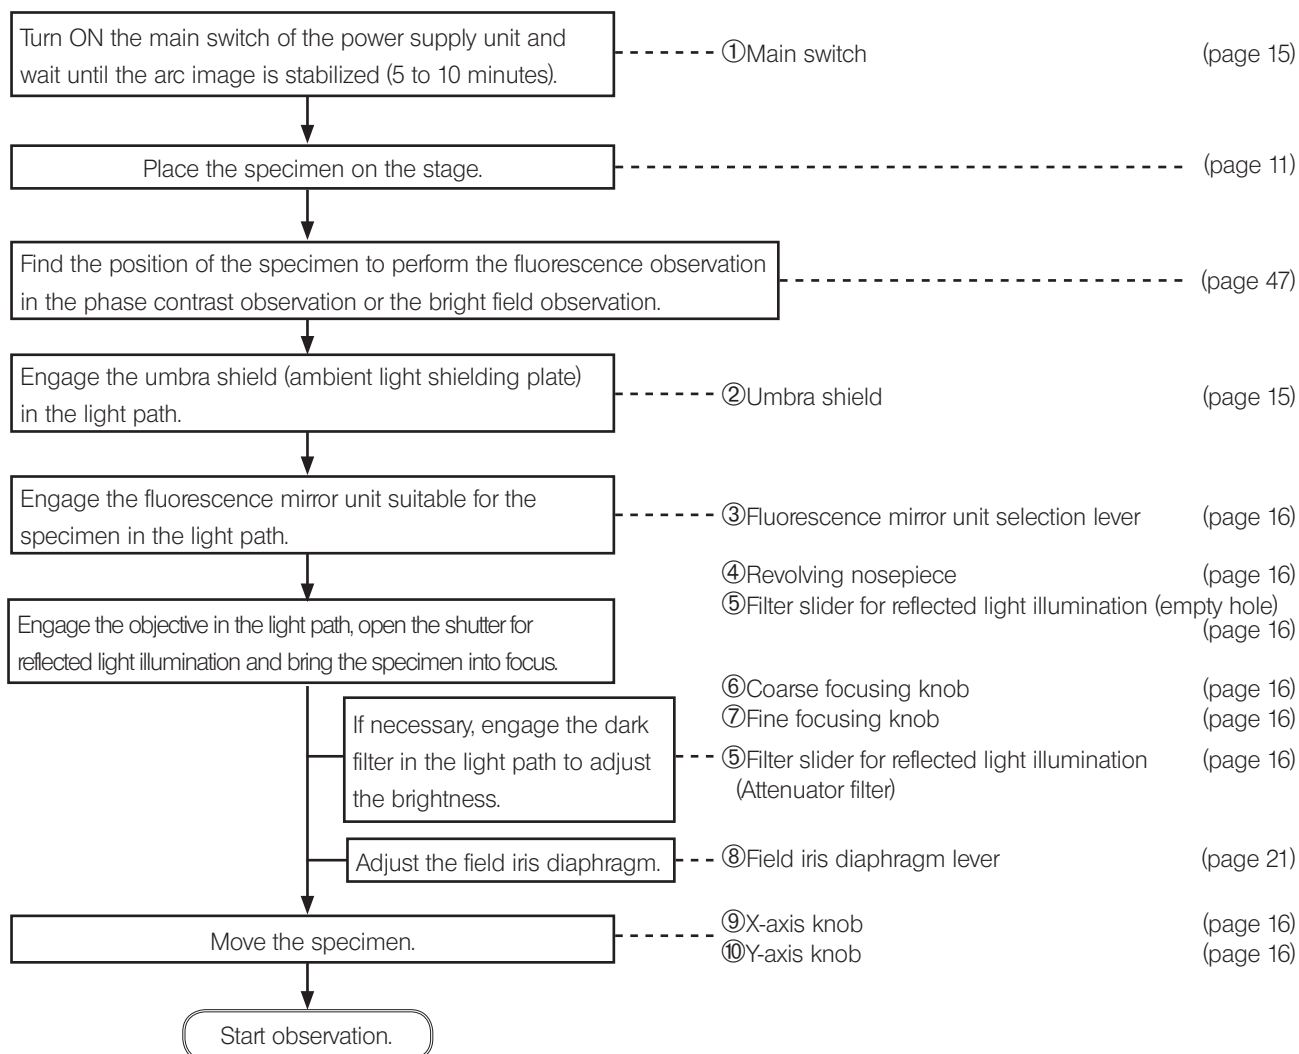 Turn ON the main switch of the power supply unit and
wait until the arc image is stabilized (5 to 10 minutes).
①Main switch (page 15)
Place the specimen on the stage.
(page 11)
Find the position of the specimen to perform the fluorescence observation
in the phase contrast observation or the bright field observation.
(page 47)
Engage the umbra shield (ambient light shielding plate)
in the light path.
②Umbra shield (page 15)
Engage the fluorescence mirror unit suitable for the
specimen in the light path.
③Fluorescence mirror unit selection lever (page 16)
Engage the objective in the light path, open the shutter for
reflected light illumination and bring the specimen into focus.
④Revolving nosepiece (page 16)
⑤Filter slider for reflected light illumination (empty hole)
(page 16)
⑥Coarse focusing knob (page 16)
⑦Fine focusing knob (page 16)
If necessary, engage the dark
filter in the light path to adjust
the brightness.
⑤Filter slider for reflected light illumination (page 16)
(Attenuator filter)
Adjust the field iris diaphragm.
⑧Field iris diaphragm lever (page 21)
Move the specimen.
⑨X-axis knob (page 16)
⑩Y-axis knob (page 16)
Start observation.